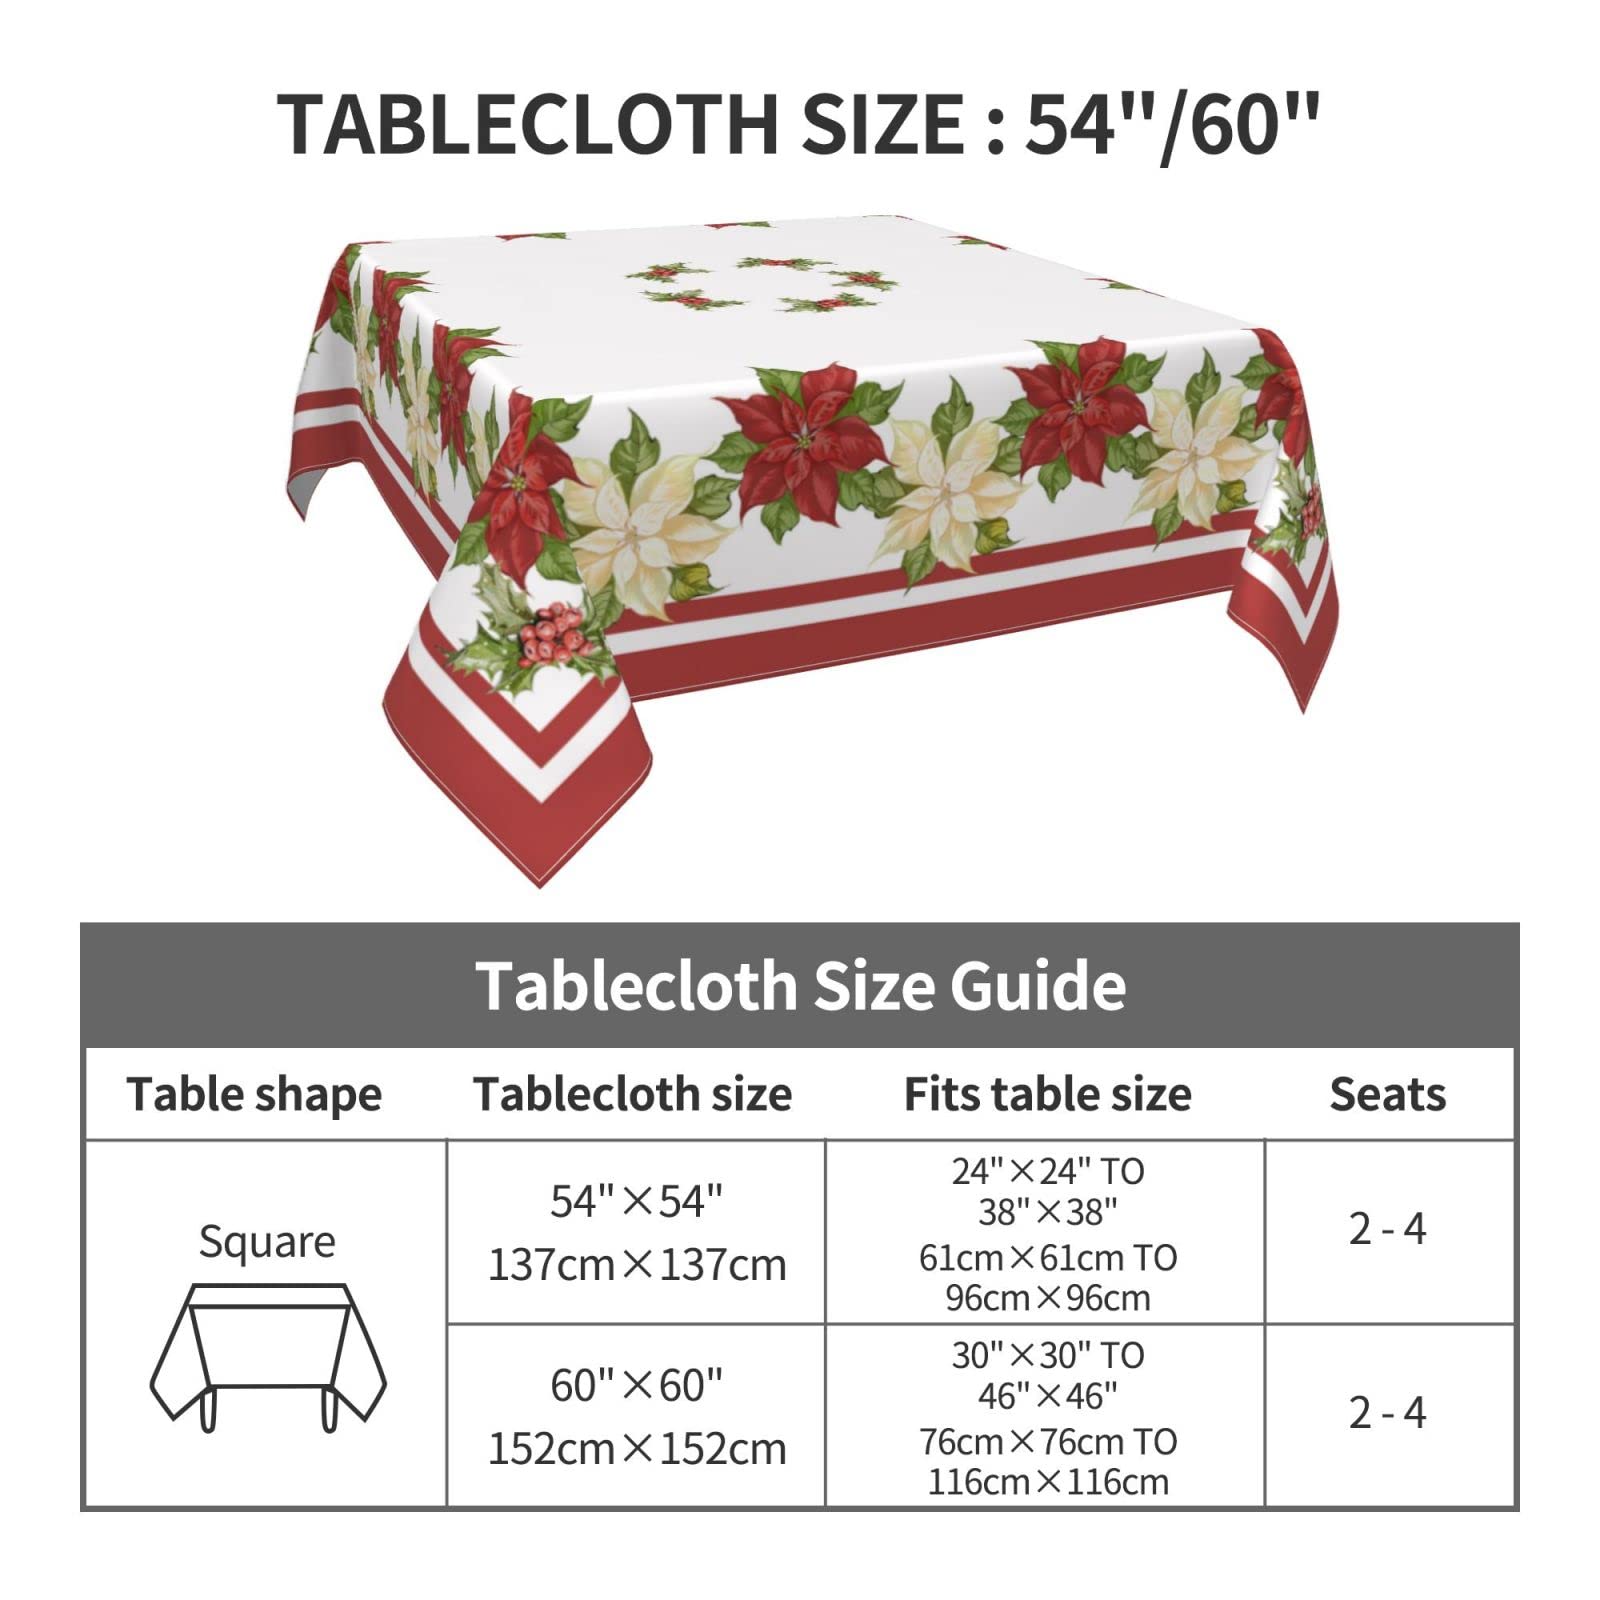 TABLECLOTH SIZE : 54"/60"
Tablecloth Size Guide
Table shape
Tablecloth size
Fits table size
Seats
Square
54"×54"
137cm×137cm
24"×24" TO
38"×38"
61cm×61cm TO
96cm×96cm
2 - 4
60"×60"
152cm×152cm
30"×30" TO
46"×46"
76cm×76cm TO
116cm×116cm
2 - 4